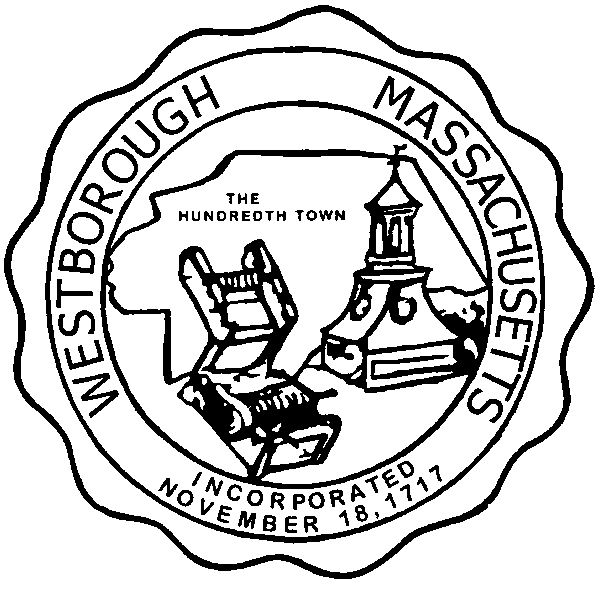 WESTBOROUGH MASSACHUSETTS
THE
HUNDREDTH TOWN
INCORPORATED
NOVEMBER 18, 1717